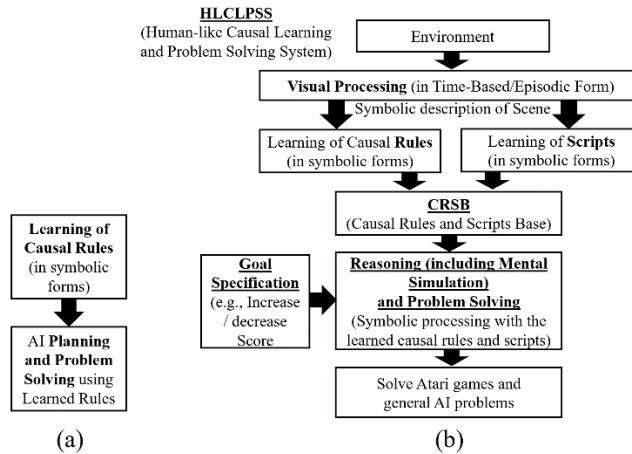 HLCLPSS
(Human-like Causal Learning
and Problem Solving System)
Environment
Visual Processing (in Time-Based/Episodic Form)
Symbolic description of Scene
Learning of Causal Rules
(in symbolic forms)
Learning of Scripts
(in symbolic forms)
CRSB
(Causal Rules and Scripts Base)
Learning of
Causal Rules
(in symbolic
forms)
AI Planning
and Problem
Solving using
Learned Rules
Goal
Specification
(e.g., Increase
/ decrease
Score
Reasoning (including Mental
Simulation)
and Problem Solving
(Symbolic processing with the
learned causal rules and scripts)
Solve Atari games and
general AI problems
(a)
(b)